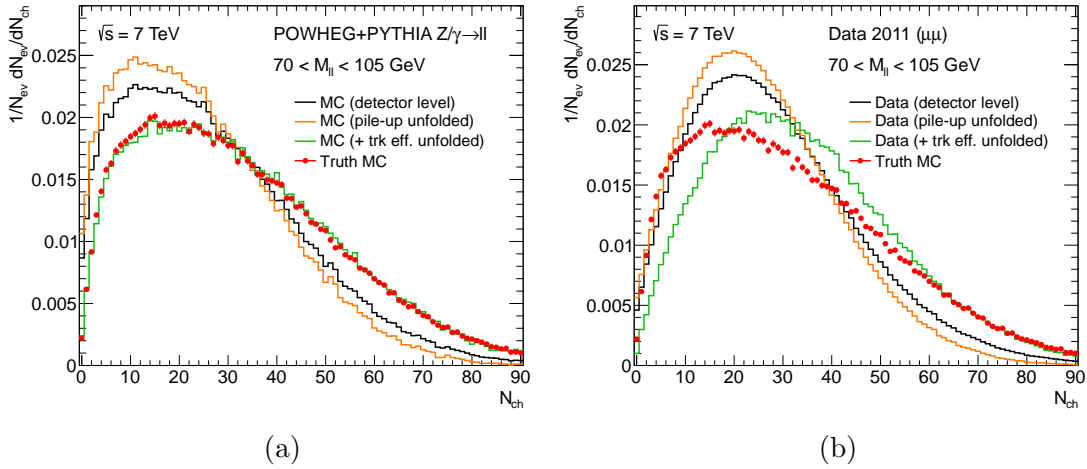 √s = 7 TeV
POWHEG+PYTHIA Z/γ→ll
70 < M_ll < 105 GeV
MC (detector level)
MC (pile-up unfolded)
MC (+ trk eff. unfolded)
Truth MC
1/N_ev dN_ev/dN_ch
0.025
0.02
0.015
0.01
0.005
0
0 10 20 30 40 50 60 70 80 90
N_ch
(a)
√s = 7 TeV
Data 2011 (μμ)
70 < M_ll < 105 GeV
Data (detector level)
Data (pile-up unfolded)
Data (+ trk eff. unfolded)
Truth MC
1/N_ev dN_ev/dN_ch
0.025
0.02
0.015
0.01
0.005
0
0 10 20 30 40 50 60 70 80 90
N_ch
(b)